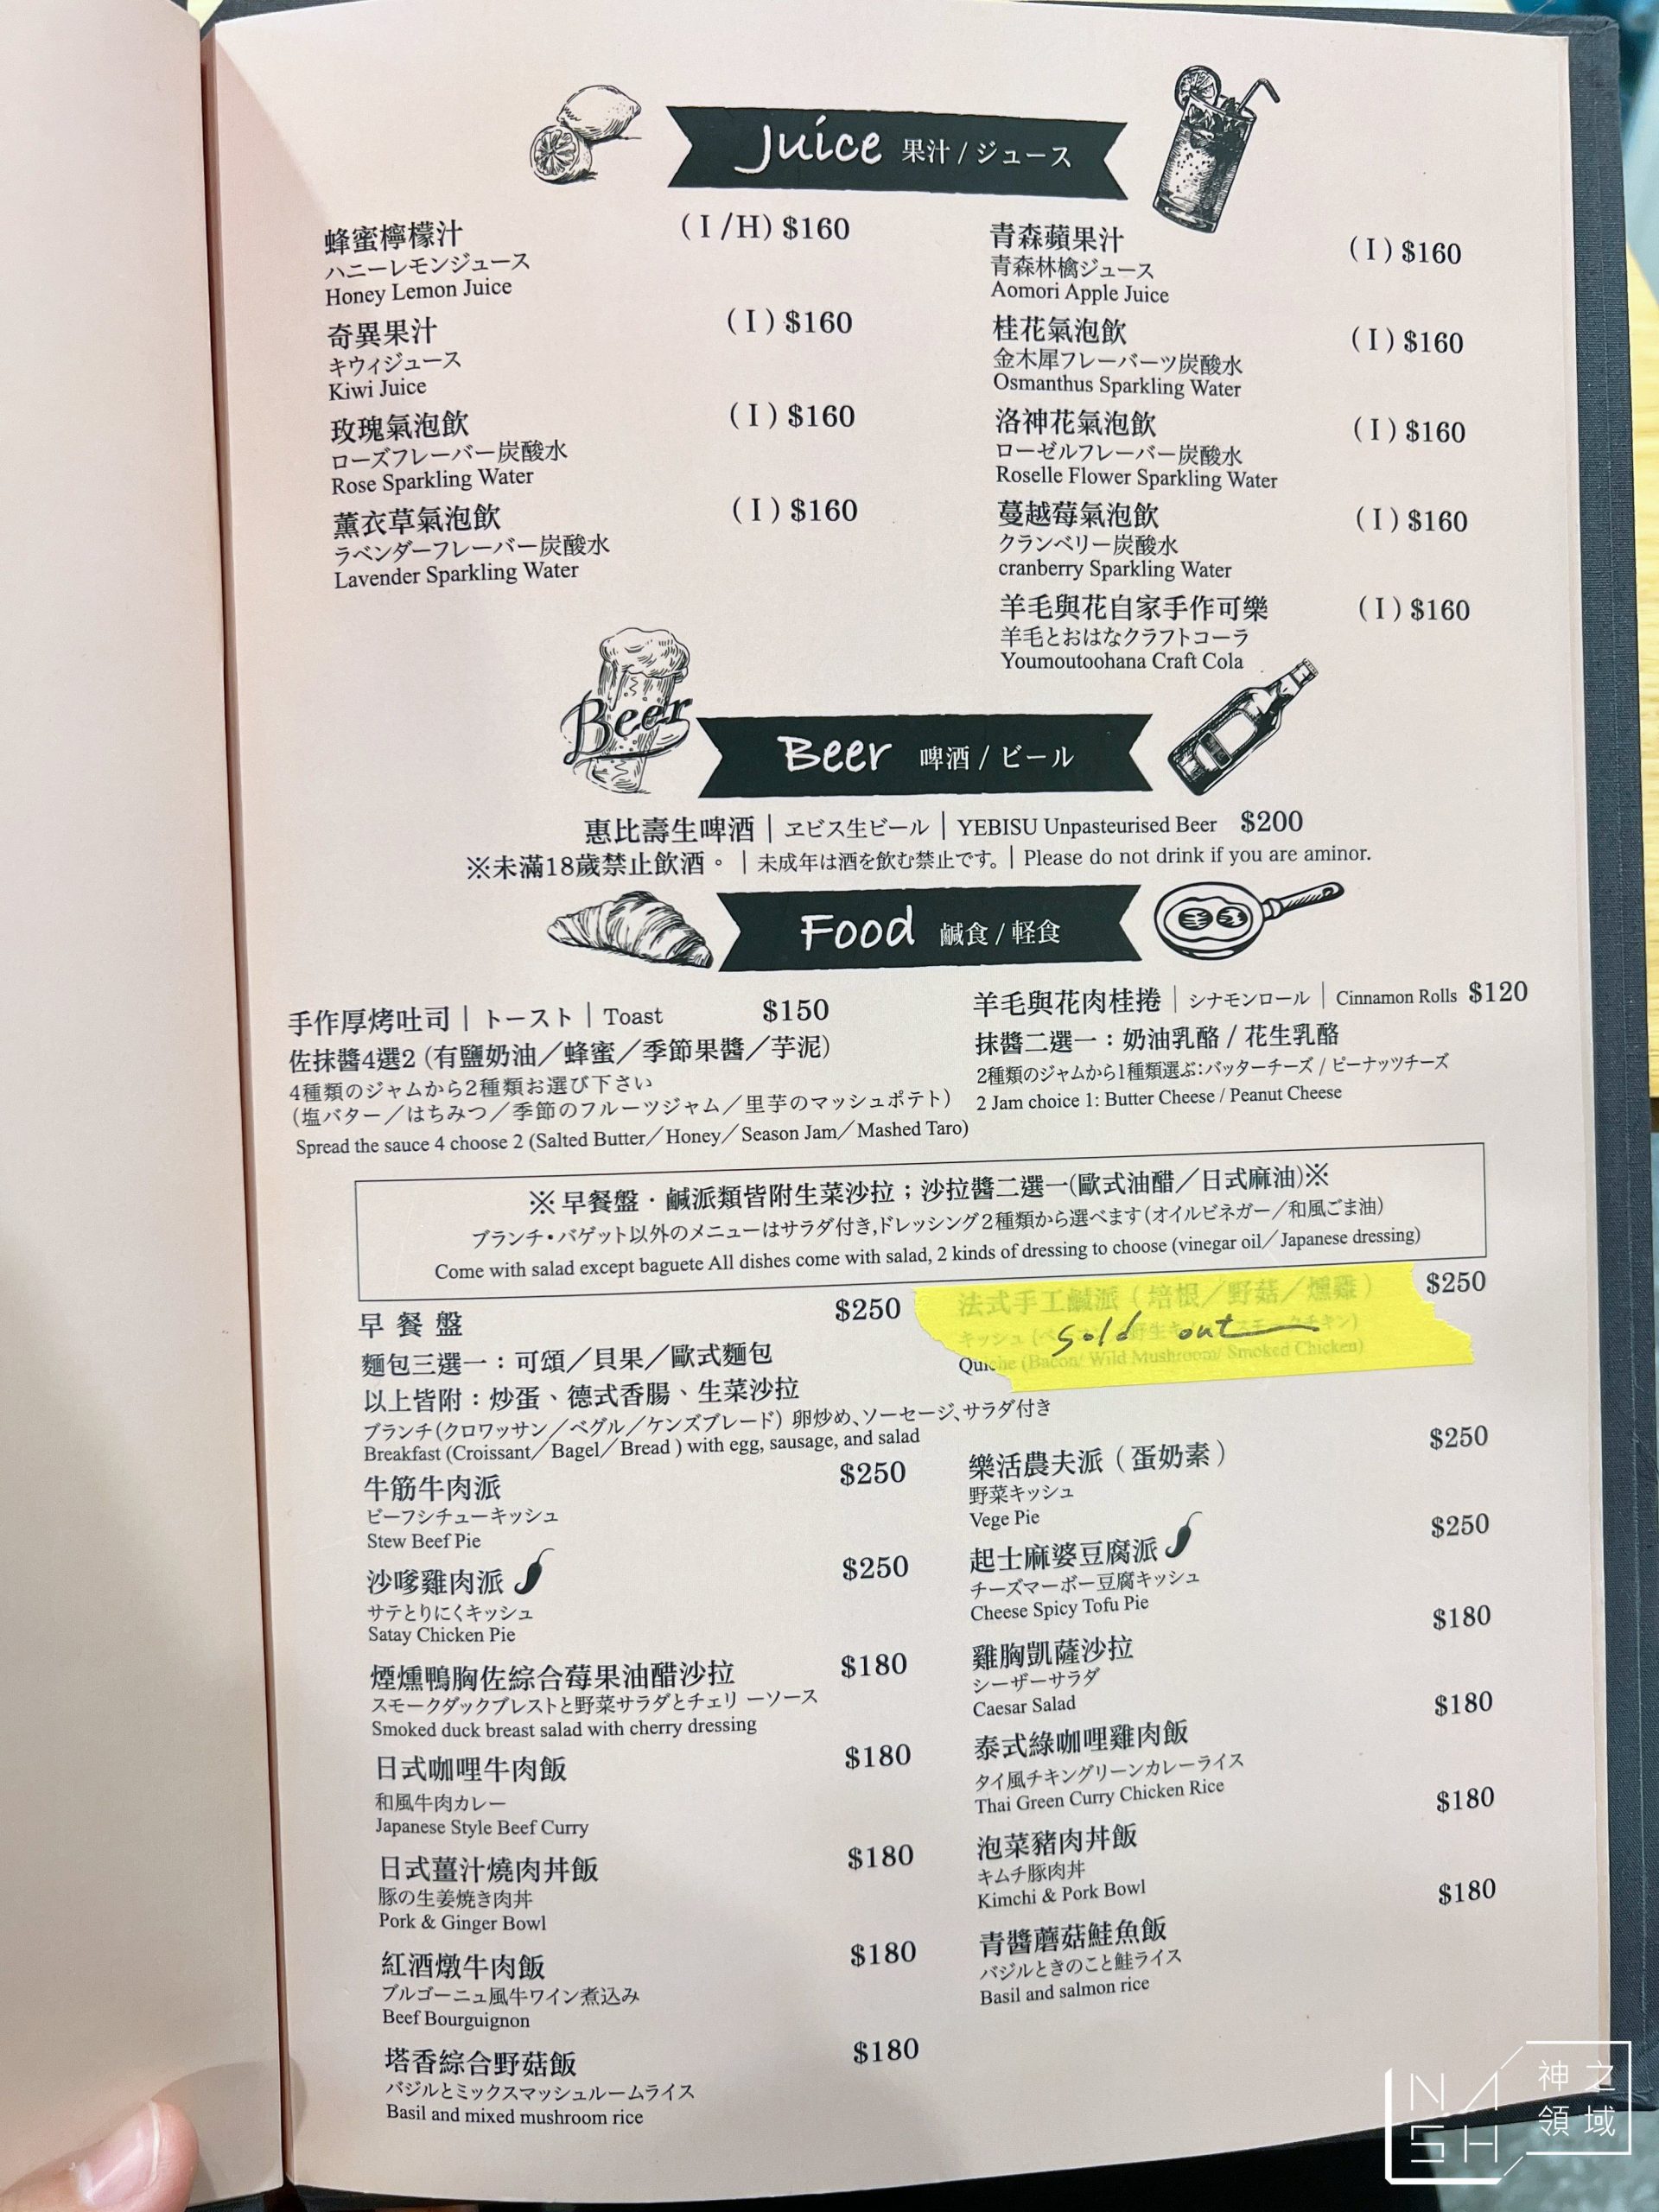 Juice 果汁 / ジュース
蜂蜜檸檬汁 (I/H) $160
ハニーレモンジュース
Honey Lemon Juice
奇異果汁 (I) $160
キウィジュース
Kiwi Juice
玫瑰氣泡飲 (I) $160
ローズフレーバー炭酸水
Rose Sparkling Water
薰衣草氣泡飲 (I) $160
ラベンダーフレーバー炭酸水
Lavender Sparkling Water
青森蘋果汁 (I) $160
青森林檎ジュース
Aomori Apple Juice
桂花氣泡飲 (I) $160
金木犀フレーバーツ炭酸水
Osmanthus Sparkling Water
洛神花氣泡飲 (I) $160
ローゼルフレーバー炭酸水
Roselle Flower Sparkling Water
蔓越莓氣泡飲 (I) $160
クランベリー炭酸水
cranberry Sparkling Water
羊毛與花自家手作可樂 (I) $160
羊毛とおはなクラフトコーラ
Youmoutoohana Craft Cola
Beer
Beer 啤酒 / ビール
惠比壽生啤酒｜ヱビス生ビール｜YEBISU Unpasteurised Beer $200
※未滿18歲禁止飲酒。｜未成年は酒を飲む禁止です。｜Please do not drink if you are aminor.
Food 鹹食 / 軽食
手作厚烤吐司｜トースト｜Toast $150
佐抹醬4選2 (有鹽奶油／蜂蜜／季節果醬／芋泥)
4種類のジャムから2種類お選び下さい
(塩バター／はちみつ／季節のフルーツジャム／里芋のマッシュポテト)
Spread the sauce 4 choose 2 (Salted Butter／Honey／Season Jam／Mashed Taro)
羊毛與花肉桂捲｜シナモンロール｜Cinnamon Rolls $120
抹醬二選一：奶油乳酪 / 花生乳酪
2種類のジャムから1種類選ぶ：バッターチーズ / ピーナッツチーズ
2 Jam choice 1: Butter Cheese / Peanut Cheese
※早餐盤．鹹派類皆附生菜沙拉；沙拉醬二選一(歐式油醋／日式麻油)※
ブランチ・バゲット以外のメニューはサラダ付き,ドレッシング2種類から選べます(オイルビネガー／和風ごま油)
Come with salad except baguete All dishes come with salad, 2 kinds of dressing to choose (vinegar oil／Japanese dressing)
早餐盤 $250
麵包三選一：可頌／貝果／歐式麵包
以上皆附：炒蛋、德式香腸、生菜沙拉
ブランチ(クロワッサン／ベグル／ケンズブレード) 卵炒め、ソーセージ、サラダ付き
Breakfast (Croissant／Bagel／Bread ) with egg, sausage, and salad
牛筋牛肉派 $250
ビーフシチューキッシュ
Stew Beef Pie
沙嗲雞肉派 $250
サテとりにくキッシュ
Satay Chicken Pie
煙燻鴨胸佐綜合莓果油醋沙拉 $180
スモークダックブレストと野菜サラダとチェリ ーソース
Smoked duck breast salad with cherry dressing
日式咖哩牛肉飯 $180
和風牛肉カレー
Japanese Style Beef Curry
日式薑汁燒肉丼飯 $180
豚の生姜焼き肉丼
Pork & Ginger Bowl
紅酒燉牛肉飯 $180
ブルゴーニュ風牛ワイン煮込み
Beef Bourguignon
塔香綜合野菇飯 $180
バジルとミックスマッシュルームライス
Basil and mixed mushroom rice
法式手工鹹派 ( 培根／野菇／燻雞 ) $250
sold out
キッシュ
Quiche (Bacon/ Wild Mushroom/ Smoked Chicken)
樂活農夫派 ( 蛋奶素 ) $250
野菜キッシュ
Vege Pie
起士麻婆豆腐派 $250
チーズマーボー豆腐キッシュ
Cheese Spicy Tofu Pie
雞胸凱薩沙拉 $180
シーザーサラダ
Caesar Salad
泰式綠咖哩雞肉飯 $180
タイ風チキングリーンカレーライス
Thai Green Curry Chicken Rice
泡菜豬肉丼飯 $180
キムチ豚肉丼
Kimchi & Pork Bowl
青醬蘑菇鮭魚飯 $180
バジルときのこと鮭ライス
Basil and salmon rice
NASH 神之領域